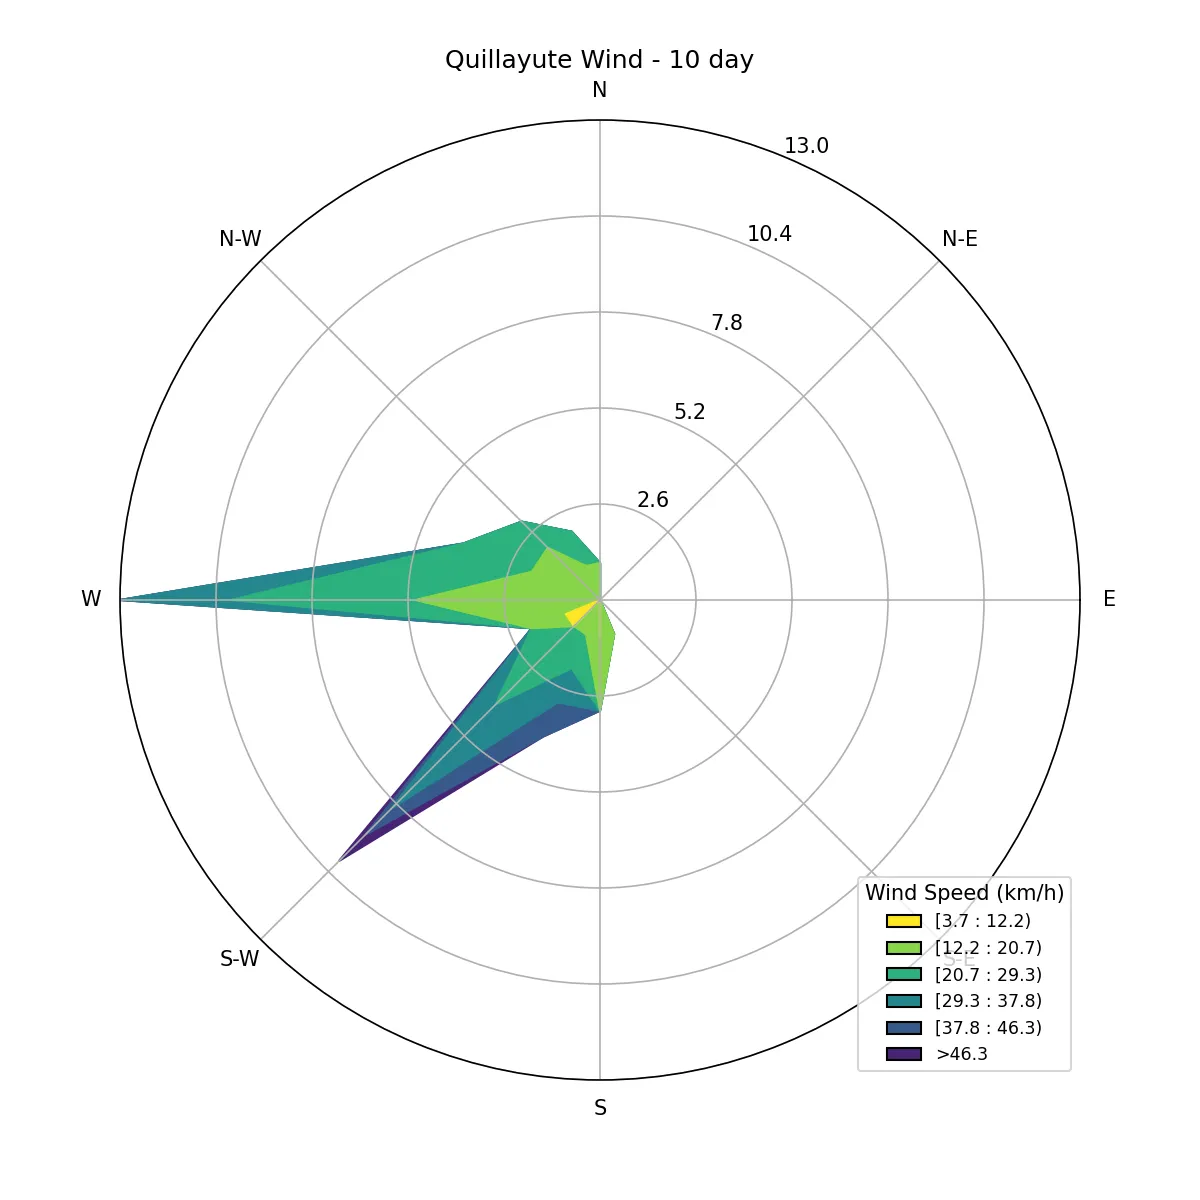 Quillayute Wind - 10 day
N
13.0
N-W
N-E
10.4
7.8
5.2
2.6
W
E
S-W
S-E
S
Wind Speed (km/h)
[3.7 : 12.2)
[12.2 : 20.7)
[20.7 : 29.3)
[29.3 : 37.8)
[37.8 : 46.3)
>46.3